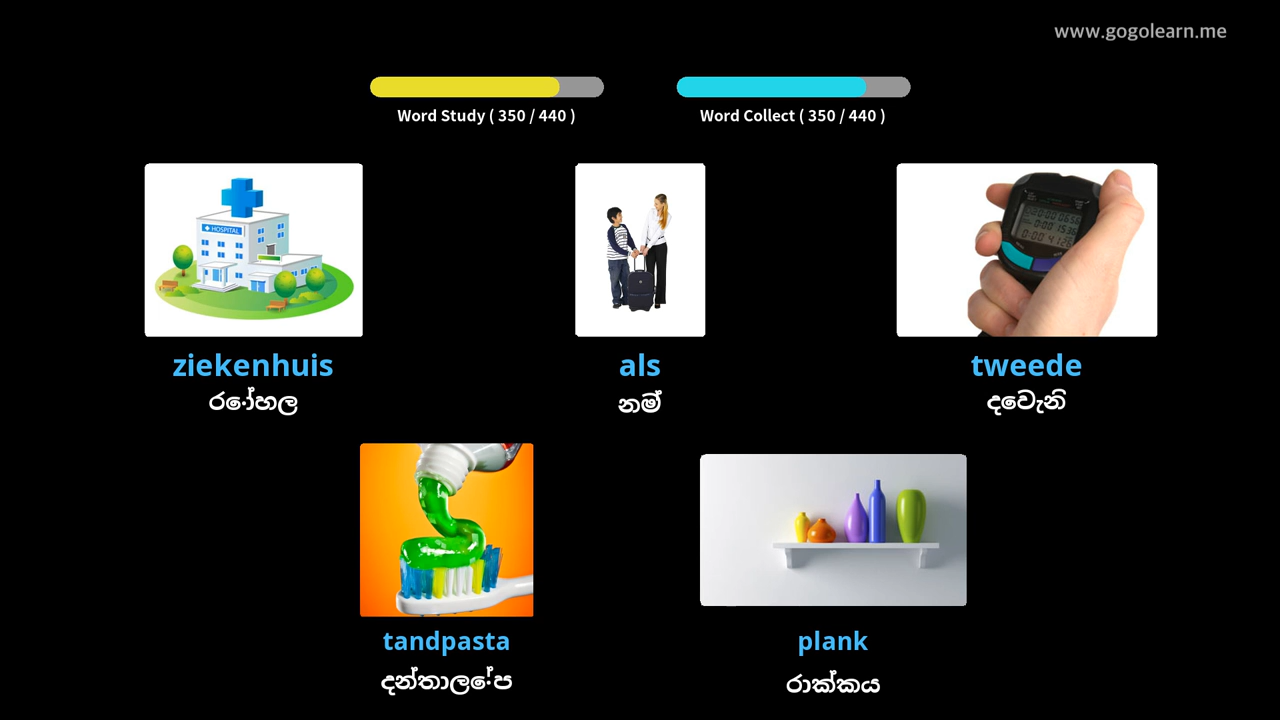 www.gogolearn.me
Word Study ( 350 / 440 )
Word Collect ( 350 / 440 )
HOSPITAL
ziekenhuis
als
tweede
රෝහල
නම්
දෙවැනි
tandpasta
plank
දන්තාලේප
රාක්කය